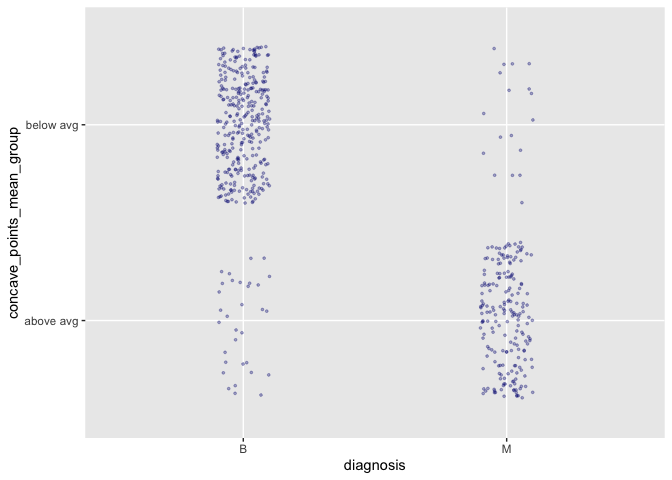 concave_points_mean_group
below avg
above avg
B
M
diagnosis